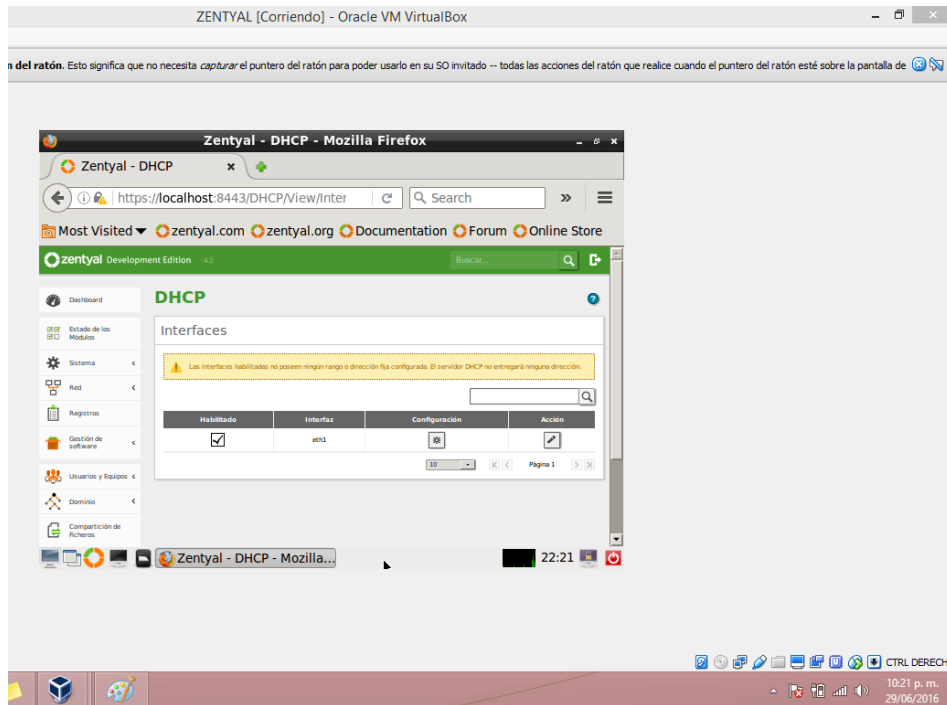 ZENTYAL [Corriendo] - Oracle VM VirtualBox
n del ratón. Esto significa que no necesita capturar el puntero del ratón para poder usarlo en su SO invitado -- todas las acciones del ratón que realice cuando el puntero del ratón esté sobre la pantalla de
Zentyal - DHCP - Mozilla Firefox
Zentyal - DHCP
https://localhost:8443/DHCP/View/Inter
Search
Most Visited zentyal.com zentyal.org Documentation Forum Online Store
zentyal Development Edition 4.2
Buscar...
Dashboard
Estado de los
Módulos
Sistema
Red
Registros
Gestión de
software
Usuarios y Equipos
Dominio
Compartición de
ficheros
DHCP
Interfaces
Las interfaces habilitadas no poseen ningún rango o dirección fija configurada. El servidor DHCP no entregará ninguna dirección.
Habilitado Interfaz Configuración Acción
eth1
10 Página 1
Zentyal - DHCP - Mozilla...
22:21
CTRL DERECH
10:21 p. m.
29/06/2016